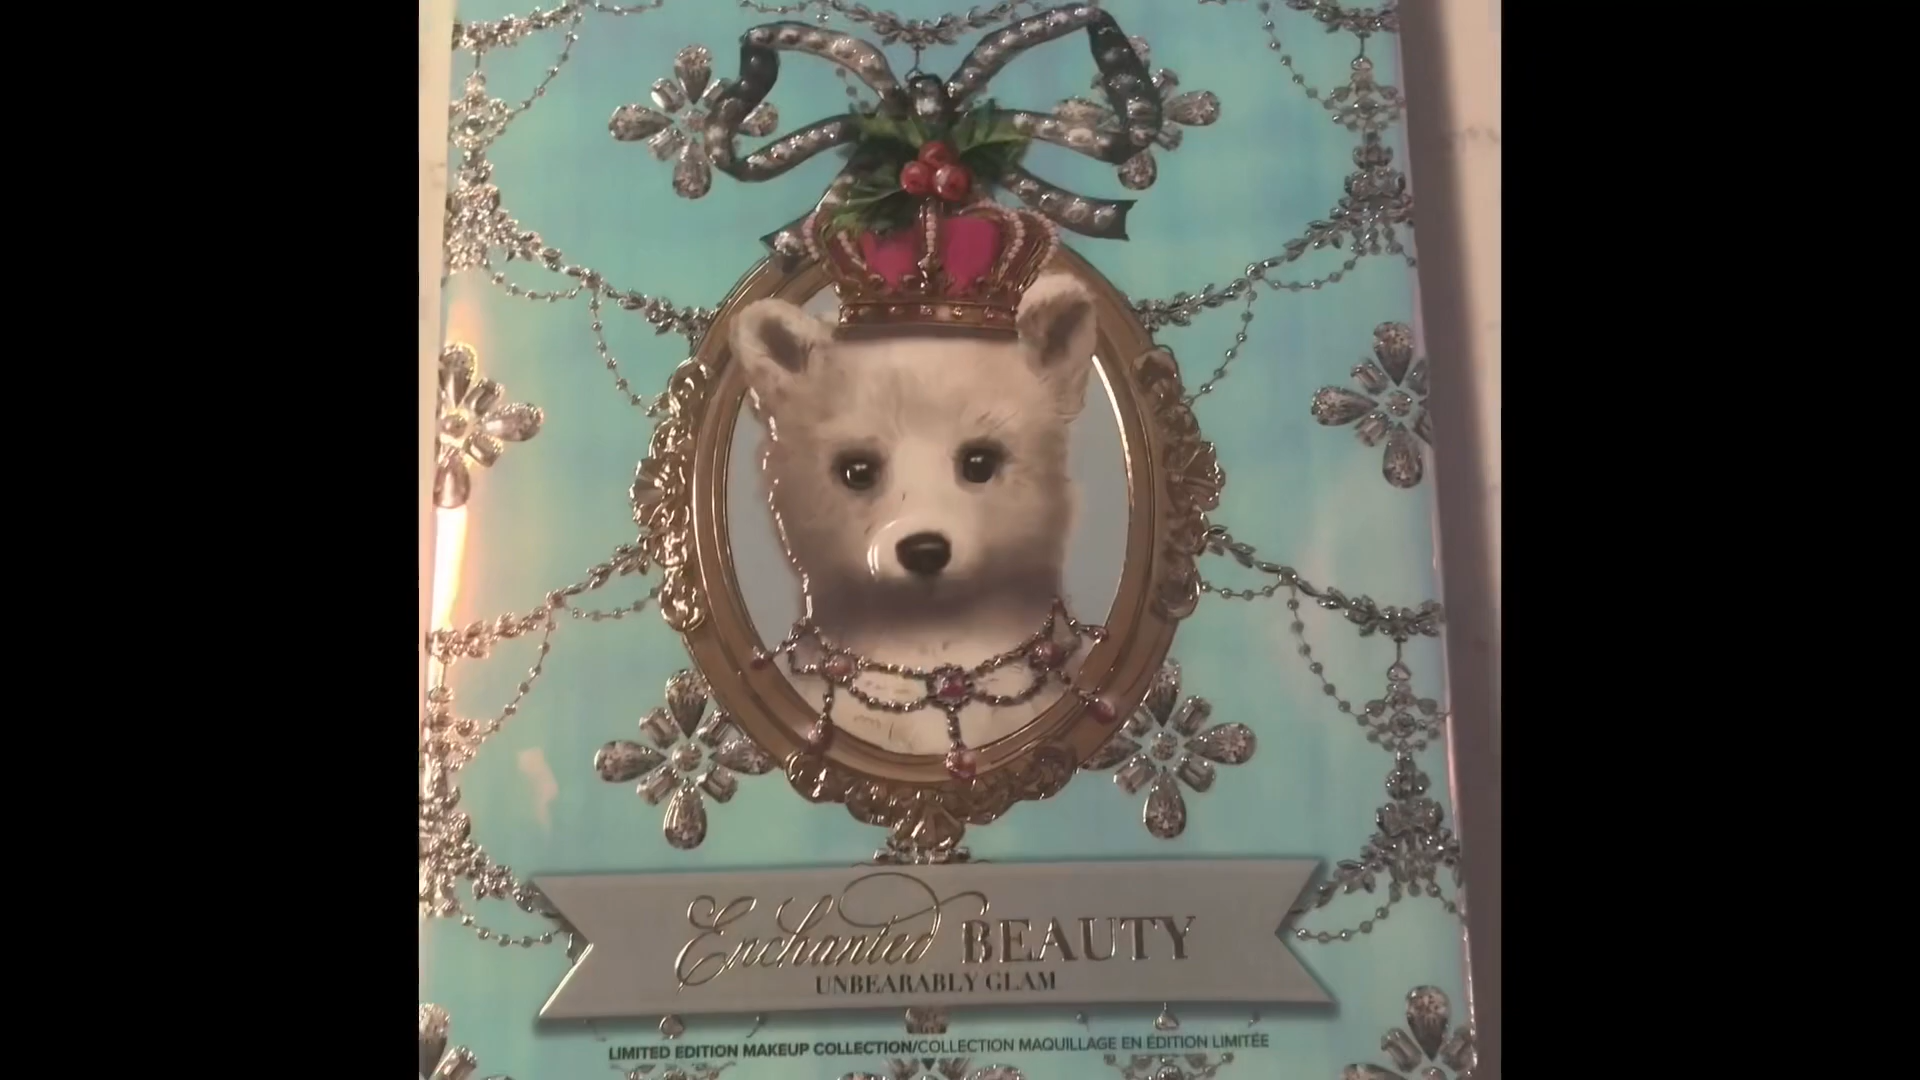 Enchanted BEAUTY
UNBEARABLY GLAM
LIMITED EDITION MAKEUP COLLECTION/COLLECTION MAQUILLAGE EN ÉDITION LIMITÉE